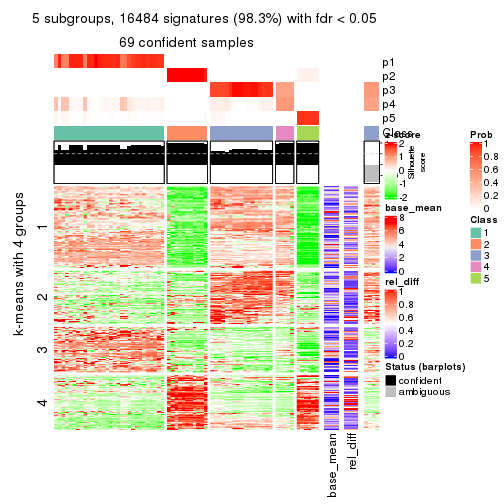 5 subgroups, 16484 signatures (98.3%) with fdr < 0.05
69 confident samples
p1
p2
p3
p4
p5
Class
Silhouette
score
k-means with 4 groups
1
2
3
4
base_mean
rel_diff
z-score
2
1
0
-1
-2
base_mean
8
6
4
2
0
rel_diff
1
0.8
0.6
0.4
0.2
0
Status (barplots)
confident
ambiguous
Prob
1
0.8
0.6
0.4
0.2
0
Class
1
2
3
4
5